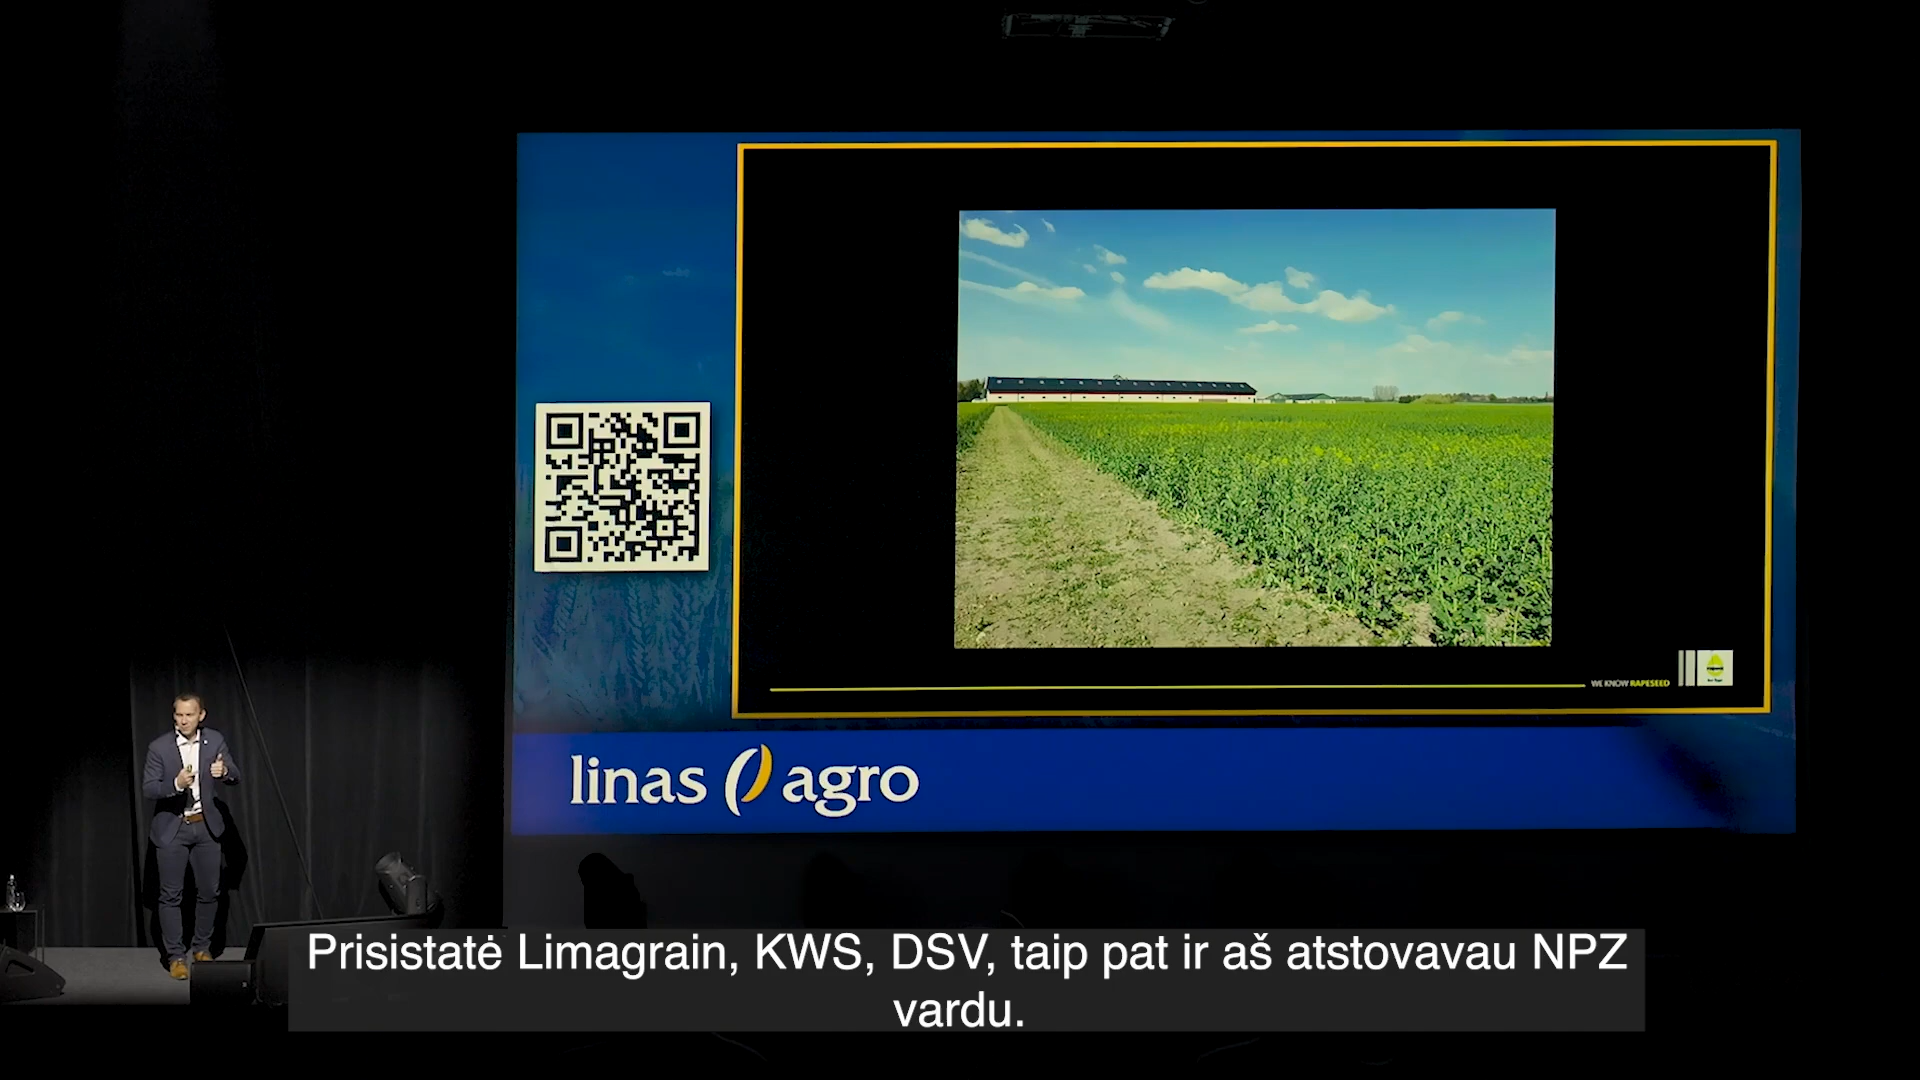 WE KNOW RAPESEED
linas agro
Prisistatė Limagrain, KWS, DSV, taip pat ir aš atstovavau NPZ
vardu.